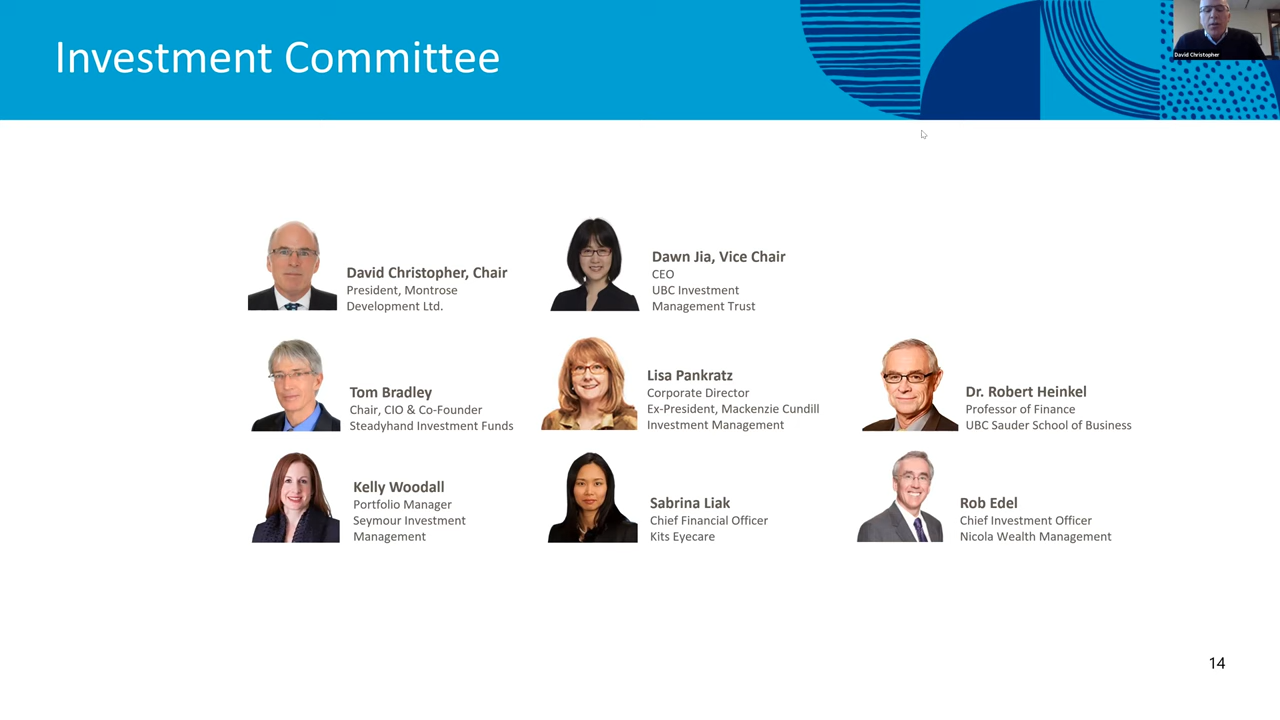 Investment Committee
David Christopher
David Christopher, Chair
President, Montrose
Development Ltd.
Dawn Jia, Vice Chair
CEO
UBC Investment
Management Trust
Tom Bradley
Chair, CIO & Co-Founder
Steadyhand Investment Funds
Lisa Pankratz
Corporate Director
Ex-President, Mackenzie Cundill
Investment Management
Dr. Robert Heinkel
Professor of Finance
UBC Sauder School of Business
Kelly Woodall
Portfolio Manager
Seymour Investment
Management
Sabrina Liak
Chief Financial Officer
Kits Eyecare
Rob Edel
Chief Investment Officer
Nicola Wealth Management
14